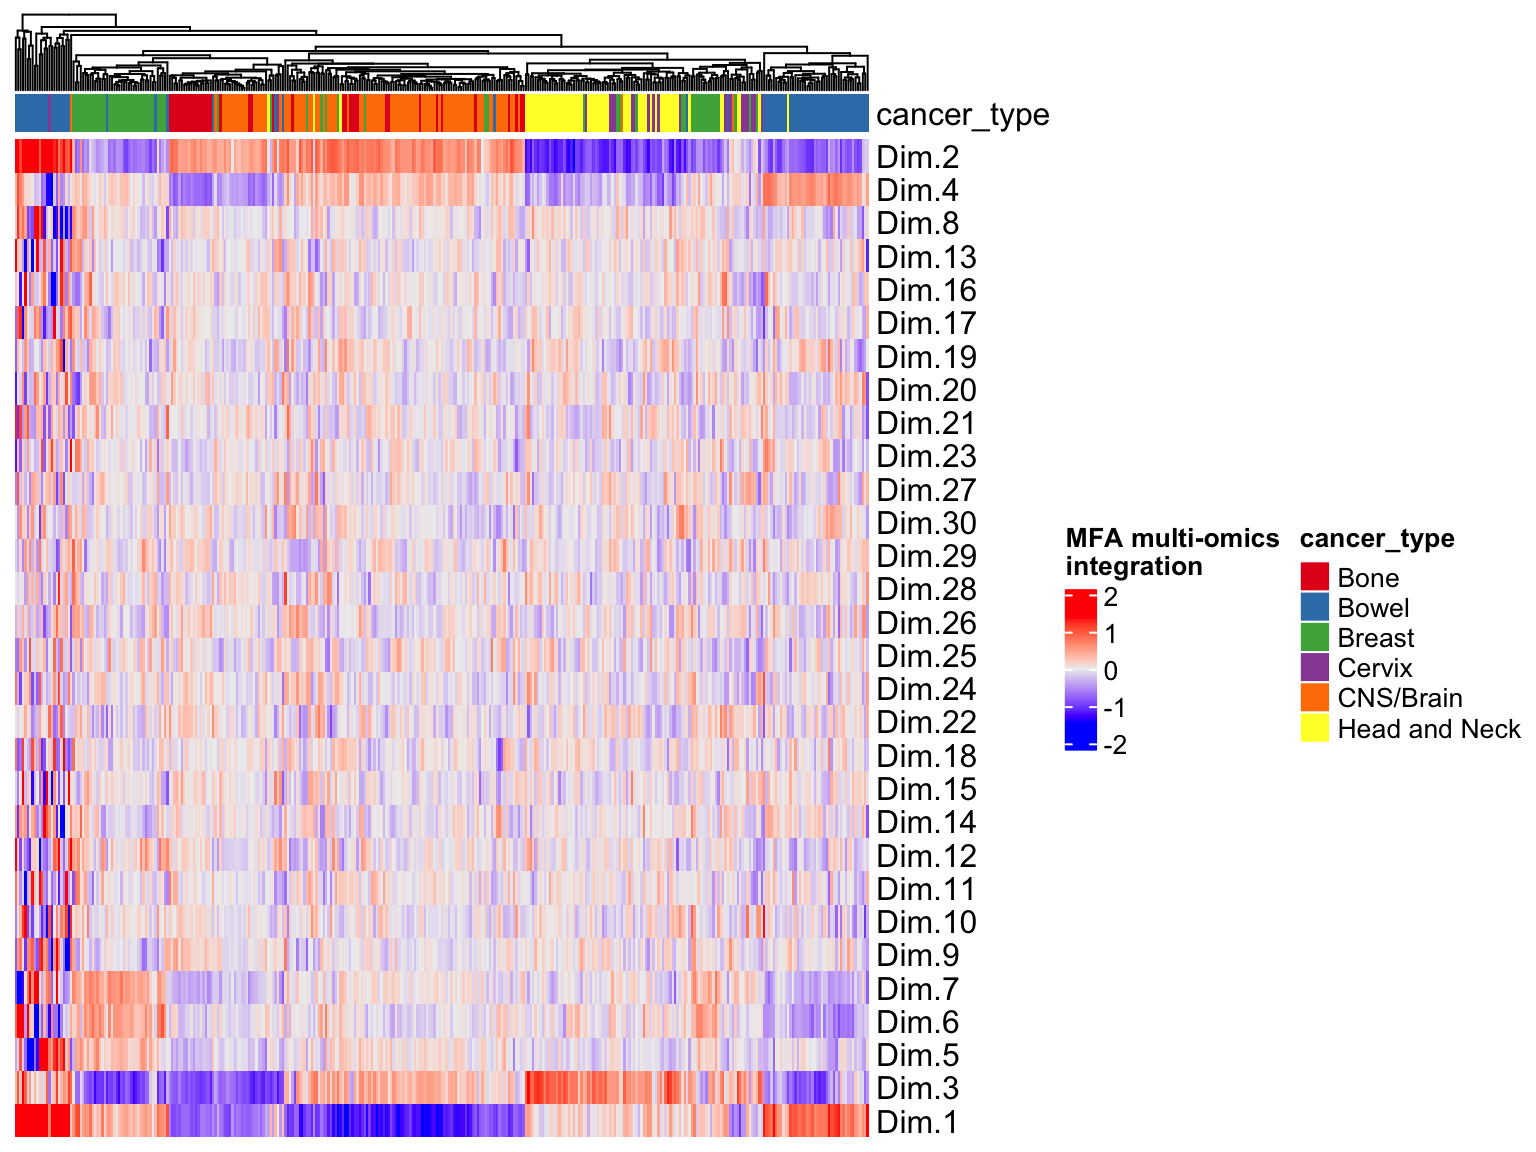 cancer_type
Dim.2
Dim.4
Dim.8
Dim.13
Dim.16
Dim.17
Dim.19
Dim.20
Dim.21
Dim.23
Dim.27
Dim.30
Dim.29
Dim.28
Dim.26
Dim.25
Dim.24
Dim.22
Dim.18
Dim.15
Dim.14
Dim.12
Dim.11
Dim.10
Dim.9
Dim.7
Dim.6
Dim.5
Dim.3
Dim.1
MFA multi-omics
integration
2
1
0
-1
-2
cancer_type
Bone
Bowel
Breast
Cervix
CNS/Brain
Head and Neck